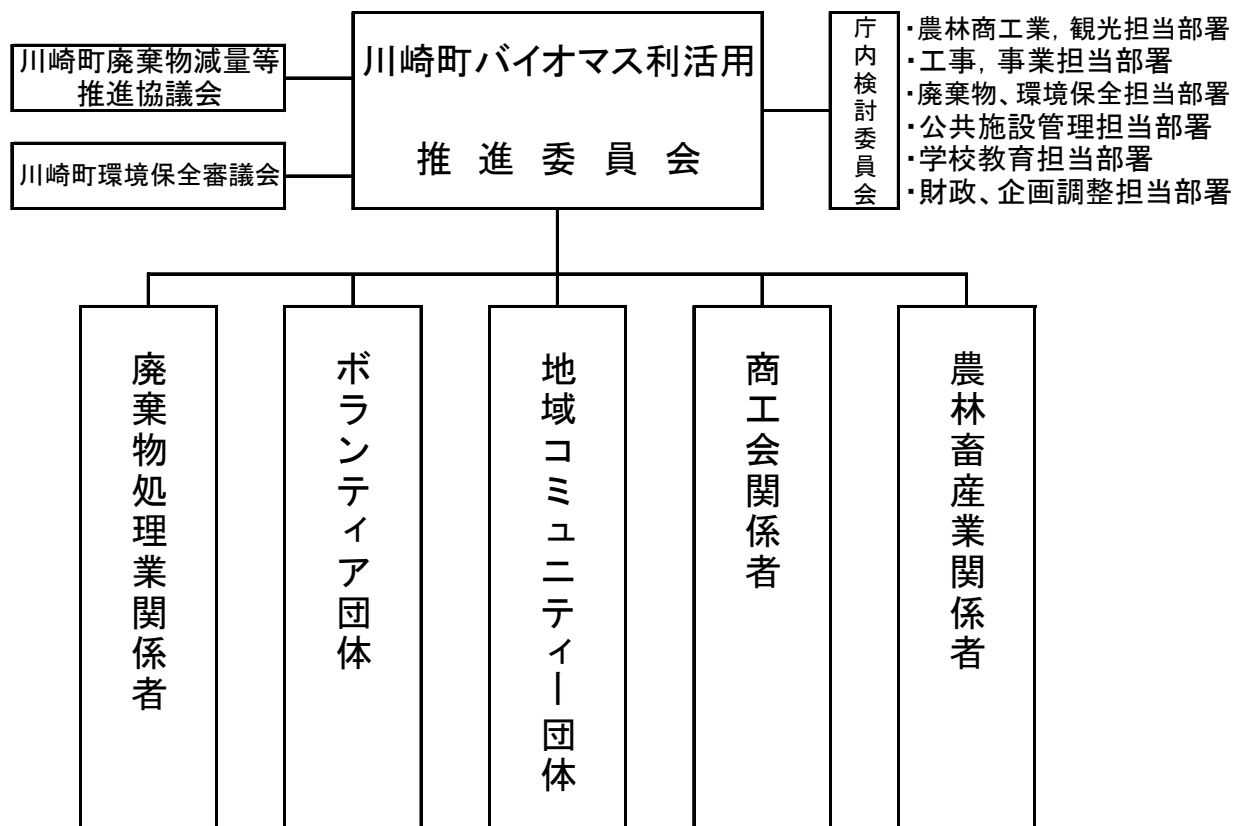 川崎町廃棄物減量等
推進協議会
川崎町環境保全審議会
川崎町バイオマス利活用
推進委員会
庁内検討委員会
・農林商工業,観光担当部署
・工事,事業担当部署
・廃棄物、環境保全担当部署
・公共施設管理担当部署
・学校教育担当部署
・財政、企画調整担当部署
廃棄物処理業関係者
ボランティア団体
地域コミュニティー団体
商工会関係者
農林畜産業関係者